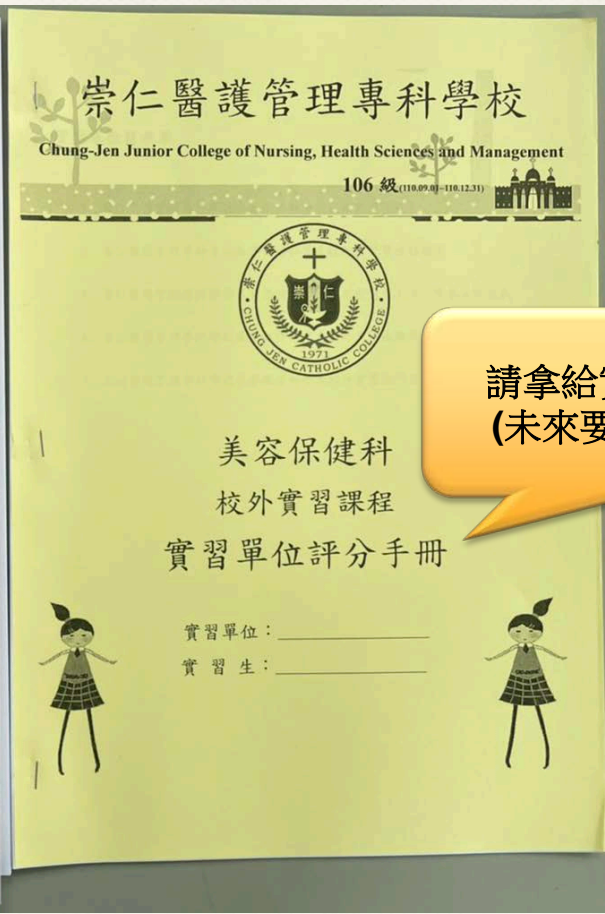 崇仁醫護管理專科學校
Chung-Jen Junior College of Nursing, Health Sciences and Management
106 級(110.09.01-110.12.31)
崇仁醫護管理專科學校
崇仁
1971
CHUNG JEN CATHOLIC COLLEGE
請拿給
(未來要
美容保健科
校外實習課程
實習單位評分手冊
實習單位：
實習生：